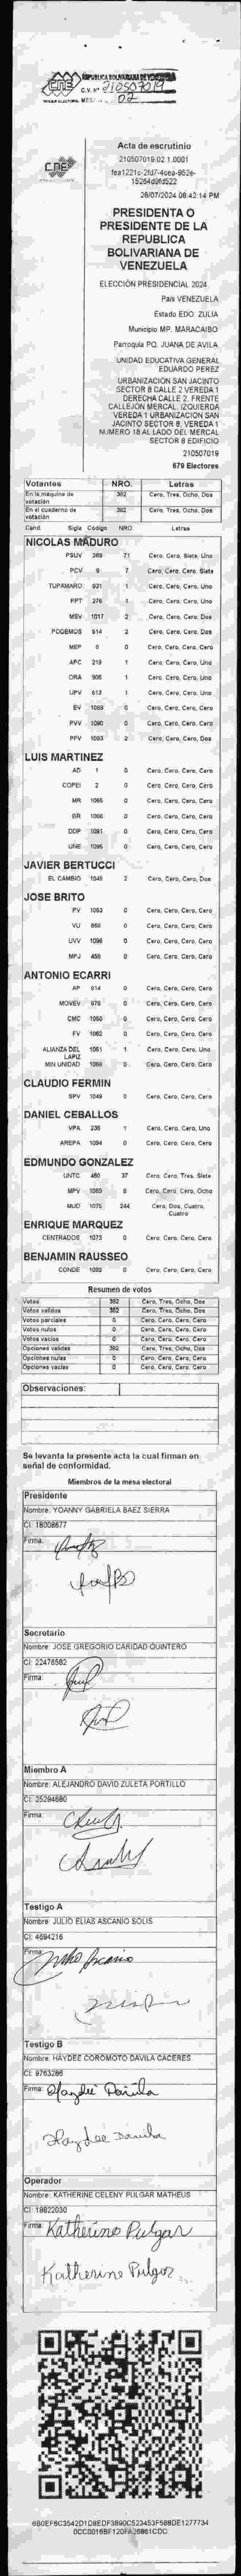 CNE
REPUBLICA BOLIVARIANA DE VENEZUELA
C.V. N° 210507019
MESA: 02
CNE
Acta de escrutinio
210507019.02.1.0001
28/07/2024 08:42:14 PM
PRESIDENTA O
PRESIDENTE DE LA
REPUBLICA
BOLIVARIANA DE
VENEZUELA
ELECCIÓN PRESIDENCIAL 2024
País VENEZUELA
Estado EDO. ZULIA
Municipio MP. MARACAIBO
Parroquia PQ. JUANA DE AVILA
UNIDAD EDUCATIVA GENERAL
EDUARDO PEREZ
URBANIZACIÓN SAN JACINTO
SECTOR 8 CALLE 2 VEREDA 1
DERECHA CALLE 2. FRENTE
CALLEJÓN MERCAL. IZQUIERDA
VEREDA 1 URBANIZACIÓN SAN
JACINTO SECTOR 8, VEREDA 1
NUMERO 18 AL LADO DEL MERCAL
SECTOR 8 EDIFICIO
210507019
679 Electores
Votantes NRO. Letras
En la máquina de votación 382 Cero, Tres, Ocho, Dos
En el cuaderno de votación 382 Cero, Tres, Ocho, Dos
Cand Sigla Codigo NRO. Letras
NICOLAS MADURO
PSUV 269 71 Cero, Cero, Siete, Uno
PCV 9 7 Cero, Cero, Cero, Siete
TUPAMARO 931 1 Cero, Cero, Cero, Uno
PPT 276 1 Cero, Cero, Cero, Uno
MSV 1017 2 Cero, Cero, Cero, Dos
PODEMOS 514 2 Cero, Cero, Cero, Dos
MEP 6 0 Cero, Cero, Cero, Cero
APC 219 1 Cero, Cero, Cero, Uno
ORA 906 1 Cero, Cero, Cero, Uno
UPV 613 1 Cero, Cero, Cero, Uno
EV 1089 0 Cero, Cero, Cero, Cero
PVV 1090 0 Cero, Cero, Cero, Cero
PFV 1093 2 Cero, Cero, Cero, Dos
LUIS MARTINEZ
AD 1 0 Cero, Cero, Cero, Cero
COPEI 2 0 Cero, Cero, Cero, Cero
MR 1065 0 Cero, Cero, Cero, Cero
BR 1066 0 Cero, Cero, Cero, Cero
DDP 1081 0 Cero, Cero, Cero, Cero
UNE 1095 0 Cero, Cero, Cero, Cero
JAVIER BERTUCCI
EL CAMBIO 1045 2 Cero, Cero, Cero, Dos
JOSE BRITO
PV 1053 0 Cero, Cero, Cero, Cero
VU 868 0 Cero, Cero, Cero, Cero
UVV 1096 0 Cero, Cero, Cero, Cero
MPJ 459 0 Cero, Cero, Cero, Cero
ANTONIO ECARRI
AP 914 0 Cero, Cero, Cero, Cero
MOVEV 978 0 Cero, Cero, Cero, Cero
CMC 1050 0 Cero, Cero, Cero, Cero
FV 1062 0 Cero, Cero, Cero, Cero
ALIANZA DEL LAPIZ 1051 1 Cero, Cero, Cero, Uno
MIN UNIDAD 1068 0 Cero, Cero, Cero, Cero
CLAUDIO FERMIN
SPV 1049 0 Cero, Cero, Cero, Cero
DANIEL CEBALLOS
VPA 235 1 Cero, Cero, Cero, Uno
AREPA 1094 0 Cero, Cero, Cero, Cero
EDMUNDO GONZALEZ
UNTC 460 37 Cero, Cero, Tres, Siete
MPV 1069 8 Cero, Cero, Cero, Ocho
MUD 1075 244 Cero, Dos, Cuatro, Cuatro
ENRIQUE MARQUEZ
CENTRADOS 1073 0 Cero, Cero, Cero, Cero
BENJAMIN RAUSSEO
CONDE 1092 0 Cero, Cero, Cero, Cero
Resumen de votos
Votos 382 Cero, Tres, Ocho, Dos
Votos validos 382 Cero, Tres, Ocho, Dos
Votos parciales 0 Cero, Cero, Cero, Cero
Votos nulos 0 Cero, Cero, Cero, Cero
Votos vacios 0 Cero, Cero, Cero, Cero
Opciones validas 382 Cero, Tres, Ocho, Dos
Opciones nulas 0 Cero, Cero, Cero, Cero
Opciones vacias 0 Cero, Cero, Cero, Cero
Observaciones:
Se levanta la presente acta la cual firman en
señal de conformidad.
Miembros de la mesa electoral
Presidente
Nombre: YOANNY GABRIELA BAEZ SIERRA
CI: 18008677
Firma:
Secretario
Nombre: JOSE GREGORIO CARIDAD QUINTERO
CI: 22476582
Firma:
Miembro A
Nombre: ALEJANDRO DAVID ZULETA PORTILLO
CI: 25294680
Firma:
Testigo A
Nombre: JULIO ELIAS ASCANIO SOLIS
CI: 4694216
Firma: Julio Ascanio
Testigo B
Nombre: HAYDEE COROMOTO DAVILA CACERES
CI: 9763286
Firma: Haydee Davila
Haydee Davila
Operador
Nombre: KATHERINE CELENY PULGAR MATHEUS
CI: 19822030
Firma: Katherine Pulgar
Katherine Pulgar